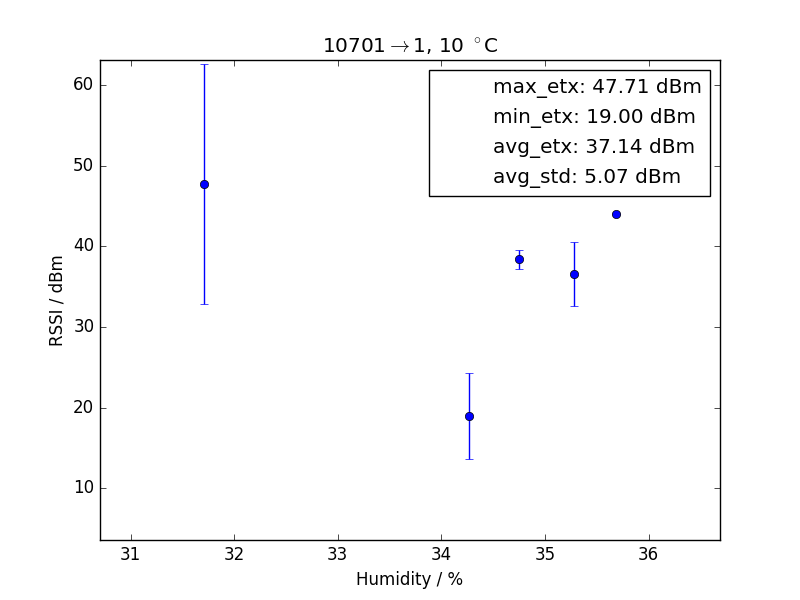 10701→1, 10 °C
max_etx: 47.71 dBm
min_etx: 19.00 dBm
avg_etx: 37.14 dBm
avg_std: 5.07 dBm
RSSI / dBm
60
50
40
30
20
10
31 32 33 34 35 36
Humidity / %